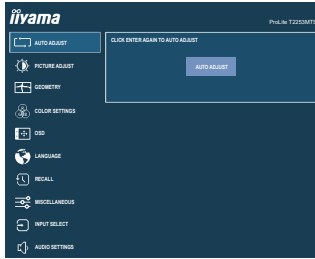 iiyama
ProLite T2253MTS
AUTO ADJUST
CLICK ENTER AGAIN TO AUTO ADJUST
AUTO ADJUST
PICTURE ADJUST
GEOMETRY
COLOR SETTINGS
OSD
LANGUAGE
RECALL
MISCELLANEOUS
INPUT SELECT
AUDIO SETTINGS